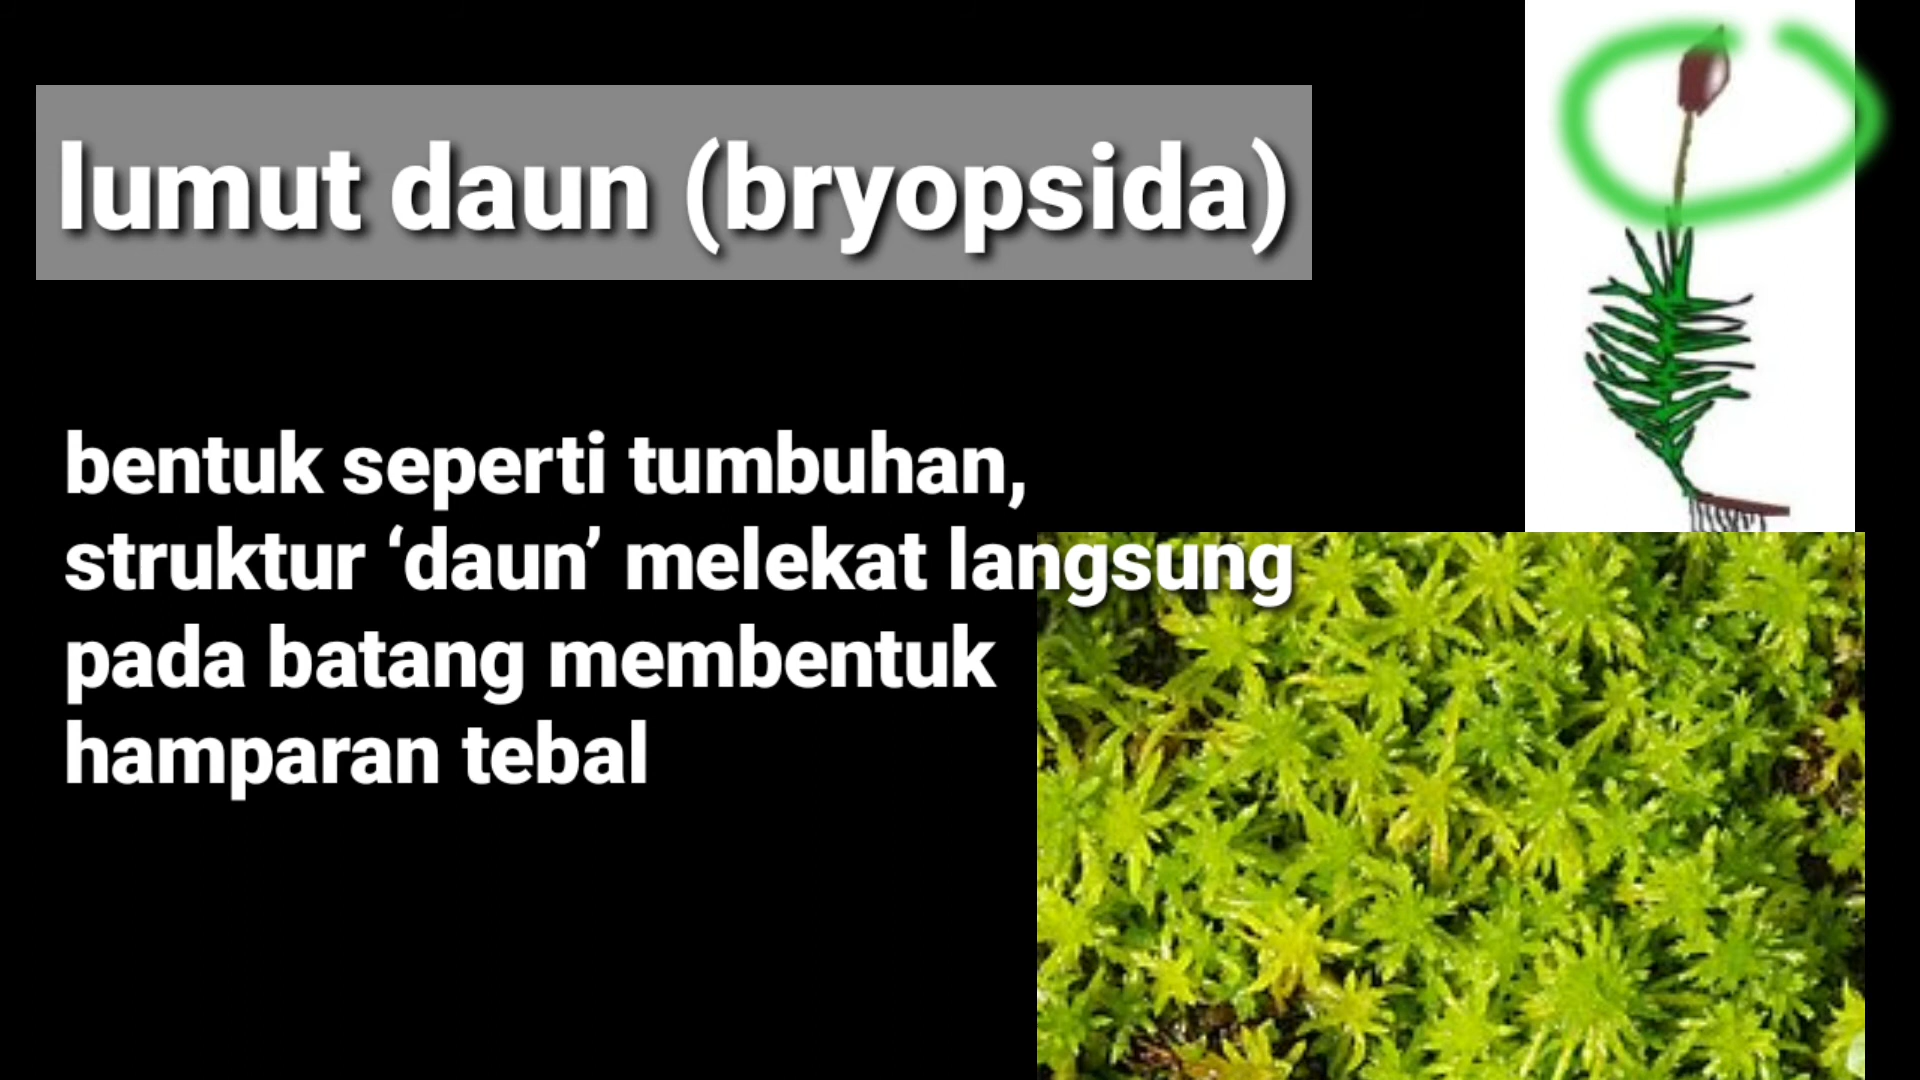 lumut daun (bryopsida)
bentuk seperti tumbuhan,
struktur ‘daun’ melekat langsung
pada batang membentuk
hamparan tebal